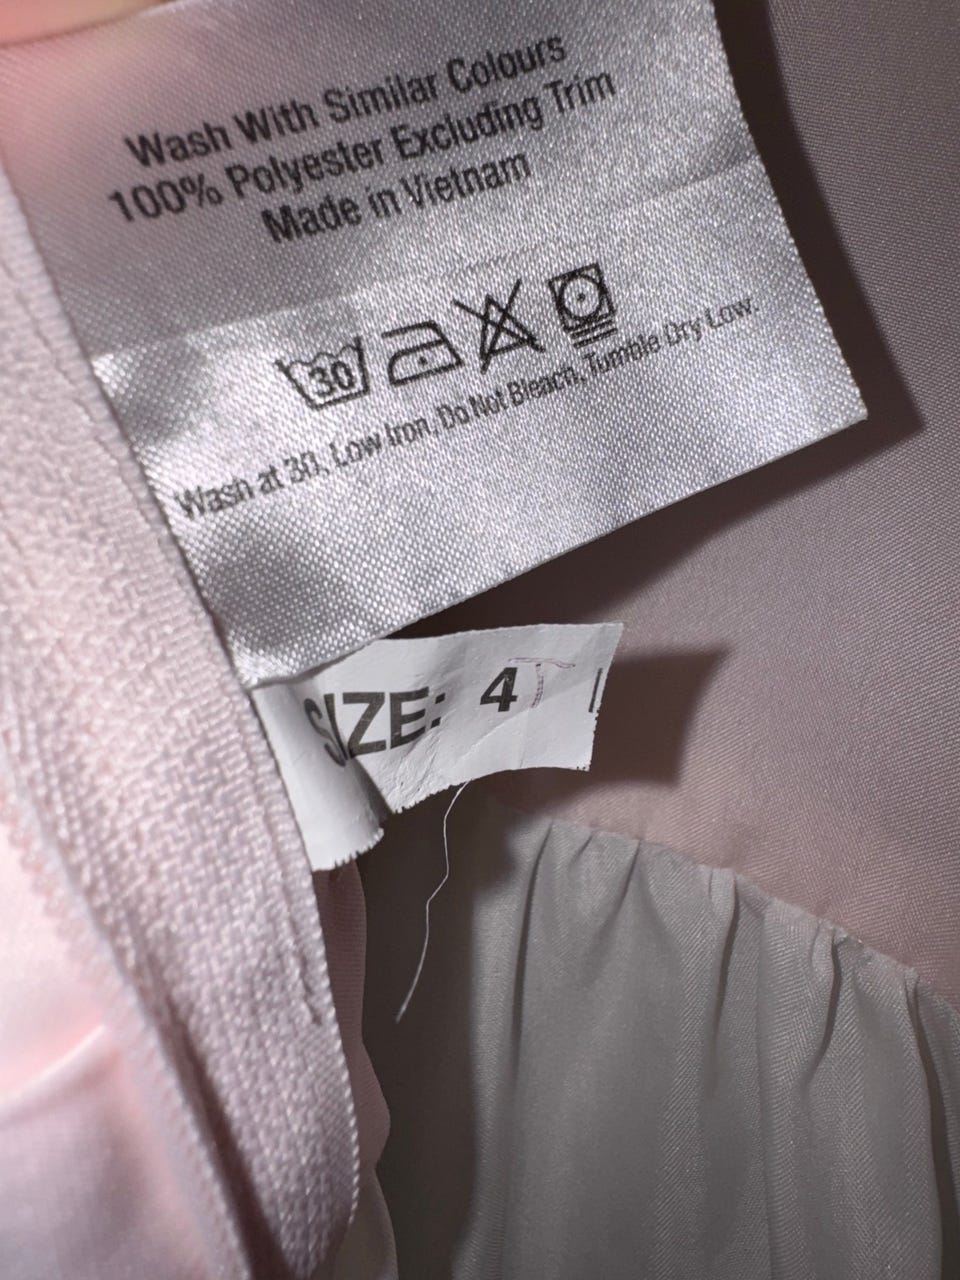 Wash With Similar Colours
100% Polyester Excluding Trim
Made in Vietnam
30
Wash at 30, Low Iron, Do Not Bleach, Tumble Dry Low.
SIZE: 4T